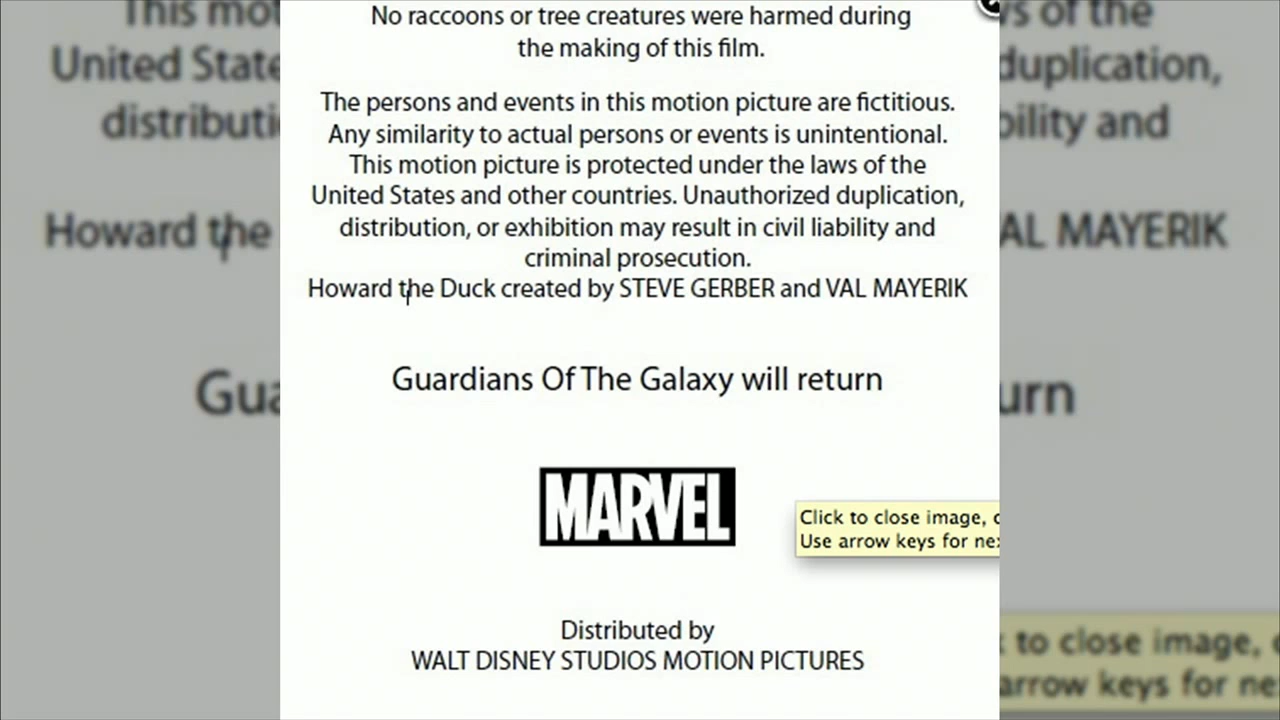 No raccoons or tree creatures were harmed during
the making of this film.
The persons and events in this motion picture are fictitious.
Any similarity to actual persons or events is unintentional.
This motion picture is protected under the laws of the
United States and other countries. Unauthorized duplication,
distribution, or exhibition may result in civil liability and
criminal prosecution.
Howard the Duck created by STEVE GERBER and VAL MAYERIK
Guardians Of The Galaxy will return
MARVEL
Click to close image, c
Use arrow keys for nex
Distributed by
WALT DISNEY STUDIOS MOTION PICTURES